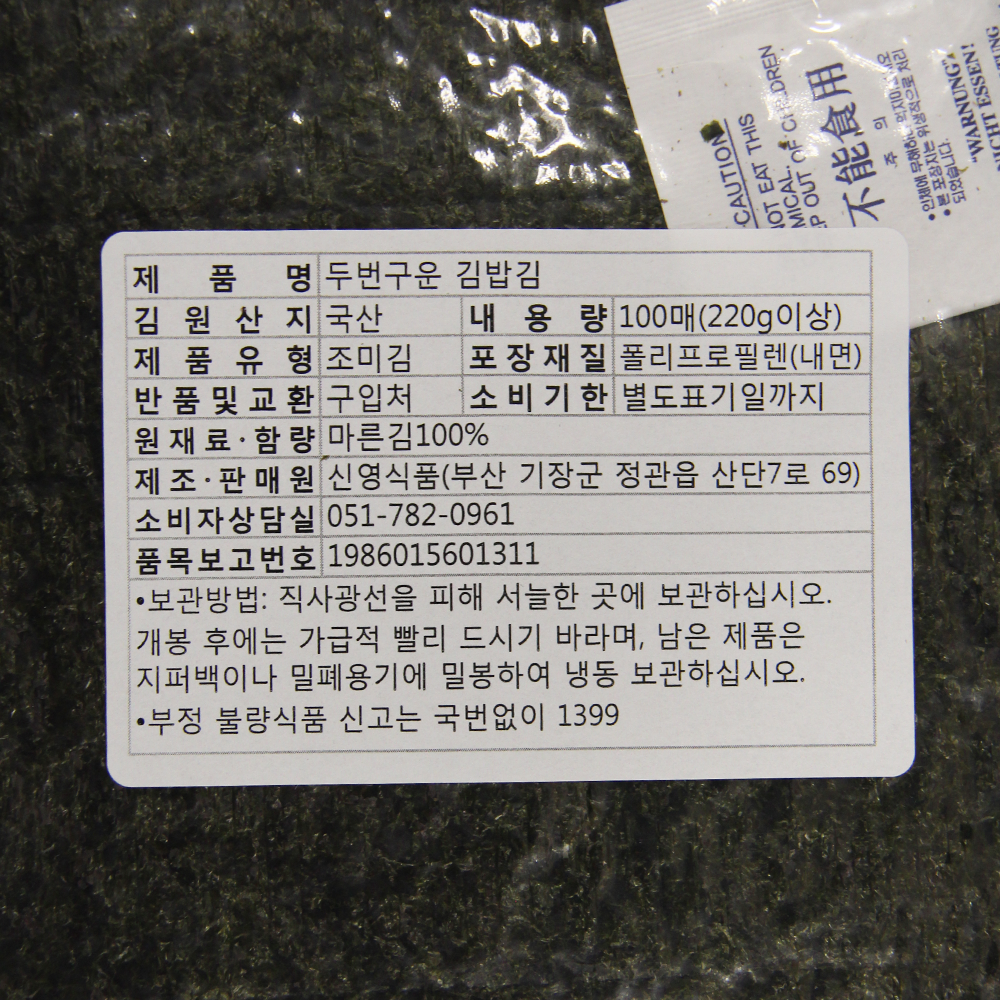 CAUTION
NOT EAT THIS
MICAL.
P OUT OF CHILDREN
不能食用
주 의
"WARNUNG"
NICHT ESSEN!
제 품 명 두번구운 김밥김
김 원 산 지 국산 내 용 량 100매(220g이상)
제 품 유 형 조미김 포장재질 폴리프로필렌(내면)
반품및교환 구입처 소비기한 별도표기일까지
원재료·함량 마른김100%
제조·판매원 신영식품(부산 기장군 정관읍 산단7로 69)
소비자상담실 051-782-0961
품목보고번호 1986015601311
•보관방법: 직사광선을 피해 서늘한 곳에 보관하십시오.
개봉 후에는 가급적 빨리 드시기 바라며, 남은 제품은
지퍼백이나 밀폐용기에 밀봉하여 냉동 보관하십시오.
•부정 불량식품 신고는 국번없이 1399